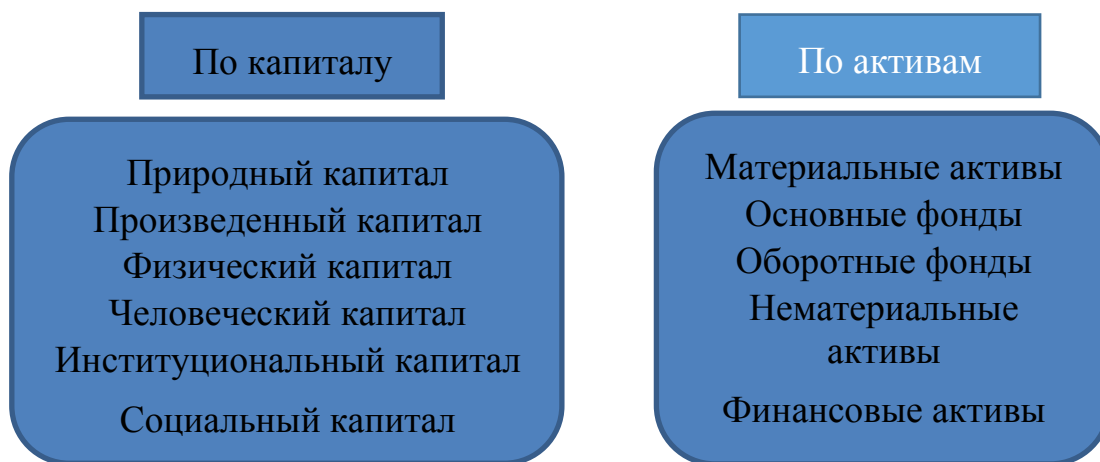 По капиталу
Природный капитал
Произведенный капитал
Физический капитал
Человеческий капитал
Институциональный капитал
Социальный капитал
По активам
Материальные активы
Основные фонды
Оборотные фонды
Нематериальные
активы
Финансовые активы